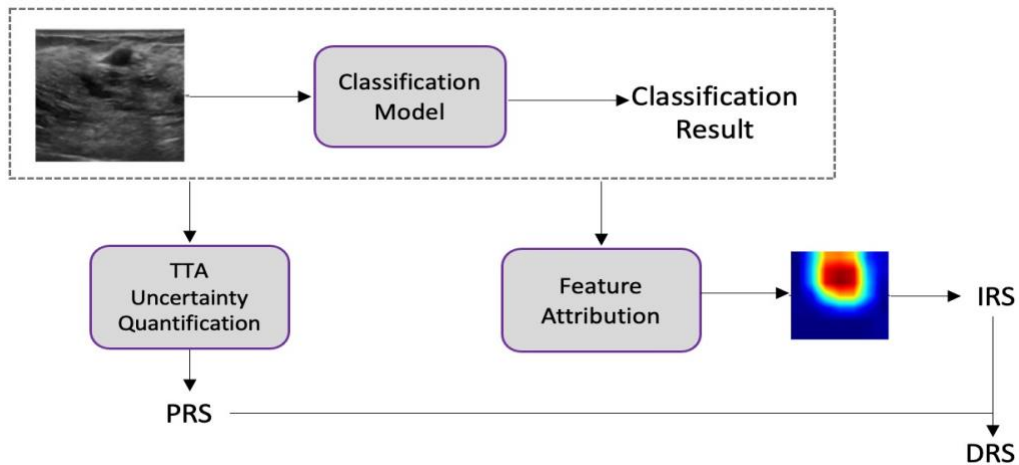 Classification
Model
Classification
Result
TTA
Uncertainty
Quantification
Feature
Attribution
IRS
PRS
DRS